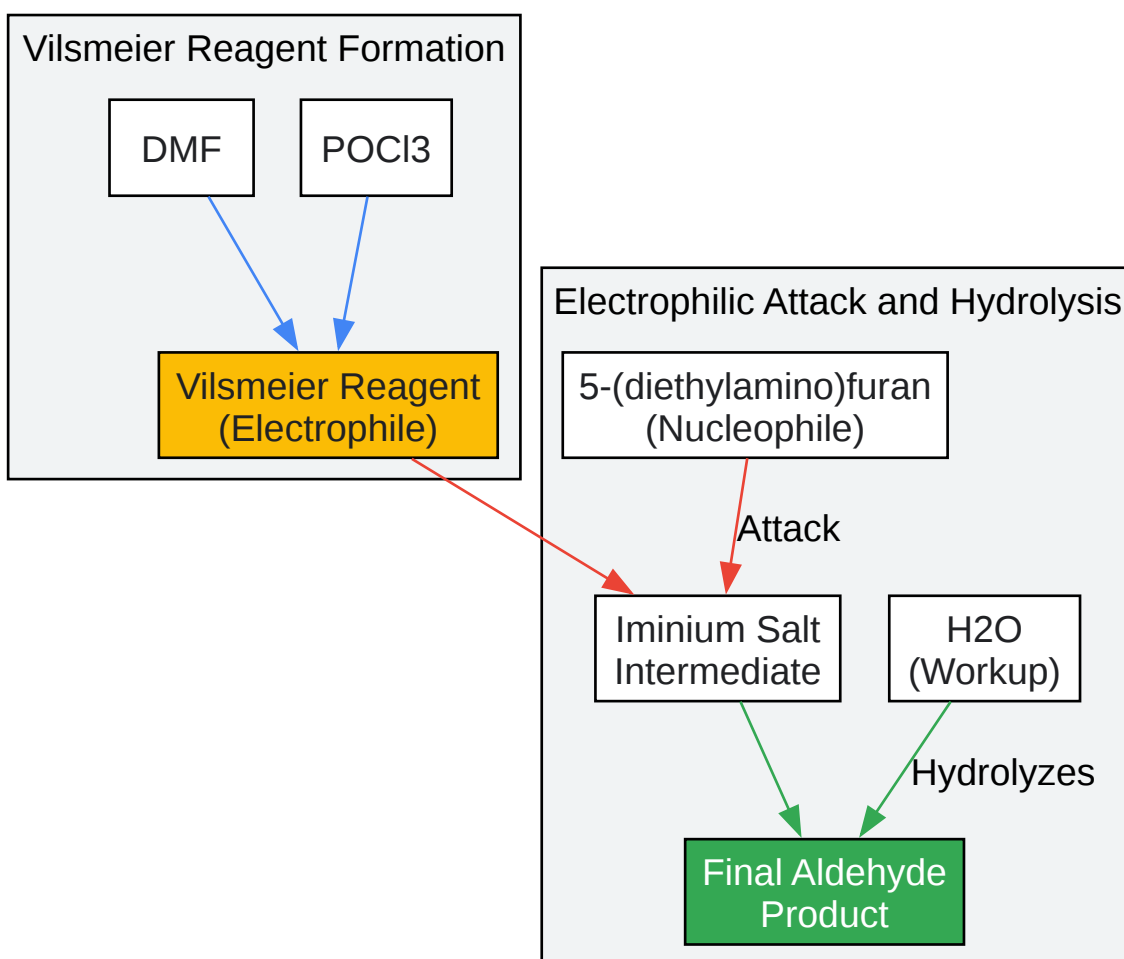 Vilsmeier Reagent Formation
DMF
POCl3
Vilsmeier Reagent
(Electrophile)
Electrophilic Attack and Hydrolysis
5-(diethylamino)furan
(Nucleophile)
Attack
Iminium Salt
Intermediate
H2O
(Workup)
Hydrolyzes
Final Aldehyde
Product